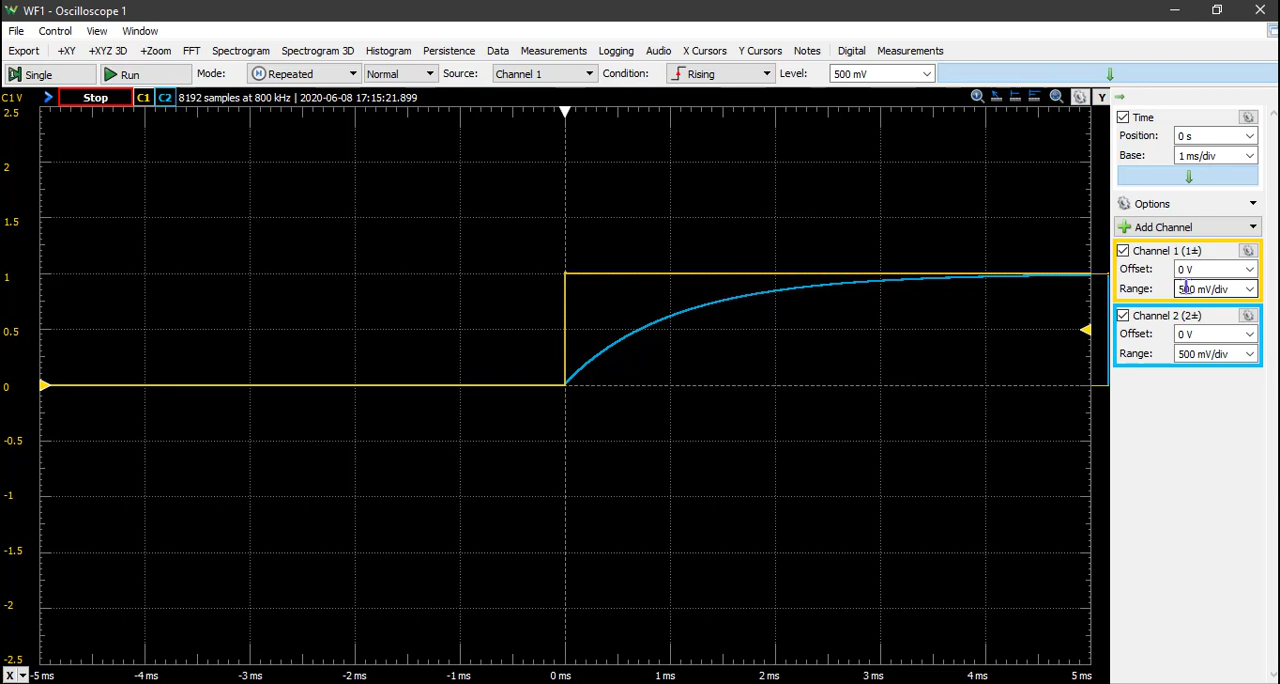 WF1 - Oscilloscope 1
File Control View Window
Export +XY +XYZ 3D +Zoom FFT Spectrogram Spectrogram 3D Histogram Persistence Data Measurements Logging Audio X Cursors Y Cursors Notes Digital Measurements
Single Run Mode: Repeated Normal Source: Channel 1 Condition: Rising Level: 500 mV
C1 V Stop C1 C2 8192 samples at 800 kHz | 2020-06-08 17:15:21.899 Y
2.5
2
1.5
1
0.5
0
-0.5
-1
-1.5
-2
-2.5
X -5 ms -4 ms -3 ms -2 ms -1 ms 0 ms 1 ms 2 ms 3 ms 4 ms 5 ms
Time
Position: 0 s
Base: 1 ms/div
Options
Add Channel
Channel 1 (1±)
Offset: 0 V
Range: 500 mV/div
Channel 2 (2±)
Offset: 0 V
Range: 500 mV/div